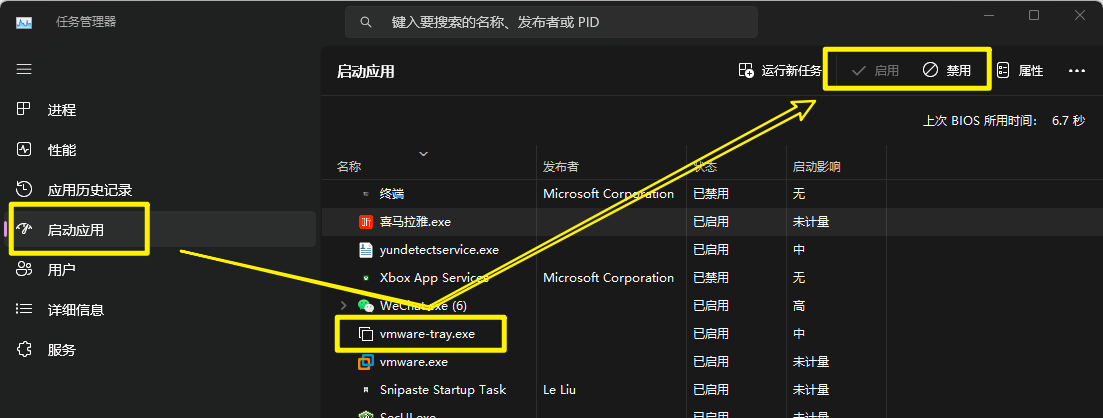 任务管理器
键入要搜索的名称、发布者或 PID
进程
性能
应用历史记录
启动应用
用户
详细信息
服务
启动应用
运行新任务 启用 禁用 属性
上次 BIOS 所用时间： 6.7 秒
名称 发布者 状态 启动影响
终端 Microsoft Corporation 已禁用 无
喜马拉雅.exe 已启用 未计量
yundetectservice.exe 已启用 中
Xbox App Services Microsoft Corporation 已禁用 无
WeChat.exe (6) 已启用 高
vmware-tray.exe 已启用 中
vmware.exe 已启用 未计量
Snipaste Startup Task Le Liu 已启用 未计量
SecUI.exe 已启用 未计量